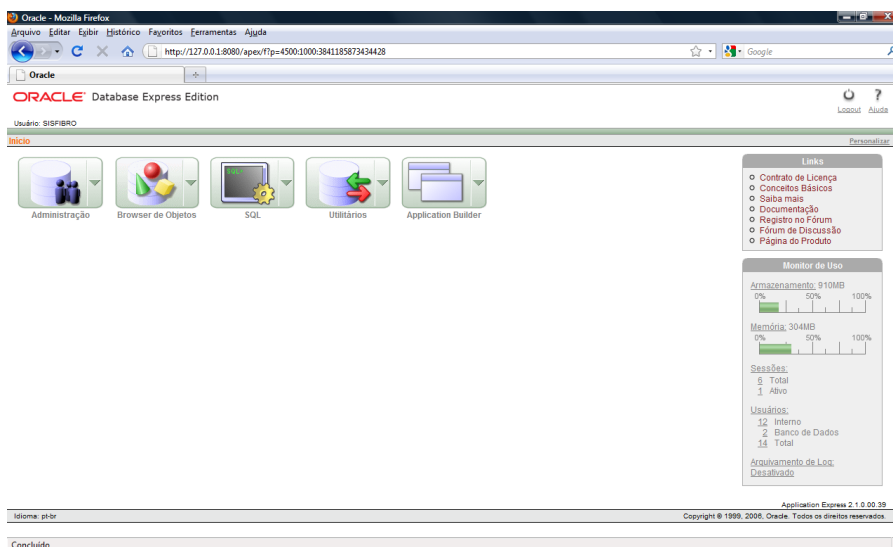 Oracle - Mozilla Firefox
Arquivo Editar Exibir Histórico Favoritos Ferramentas Ajuda
http://127.0.0.1:8080/apex/f?p=4500:1000:3841185873434428
Google
Oracle
ORACLE Database Express Edition
Logout Ajuda
Usuário: SISFIBRO
Início
Personalizar
Administração
Browser de Objetos
SQL
SQL
Utilitários
Application Builder
Links
Contrato de Licença
Conceitos Básicos
Saiba mais
Documentação
Registro no Fórum
Fórum de Discussão
Página do Produto
Monitor de Uso
Armazenamento: 910MB
0% 50% 100%
Memória: 304MB
0% 50% 100%
Sessões:
6 Total
1 Ativo
Usuários:
12 Interno
2 Banco de Dados
14 Total
Arquivamento de Log:
Desativado
Application Express 2.1.0.00.39
Idioma: pt-br
Copyright © 1999, 2006, Oracle. Todos os direitos reservados.
Concluído